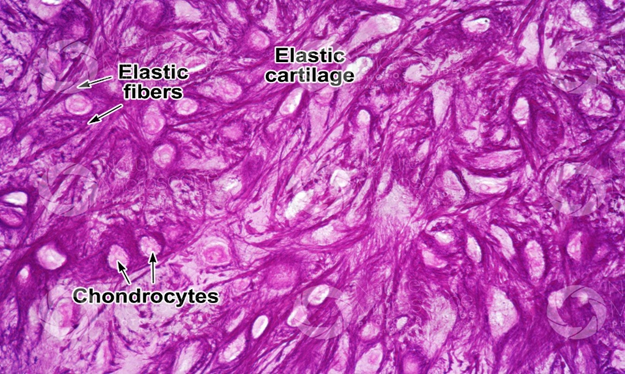 Elastic
fibers
Elastic
cartilage
Chondrocytes